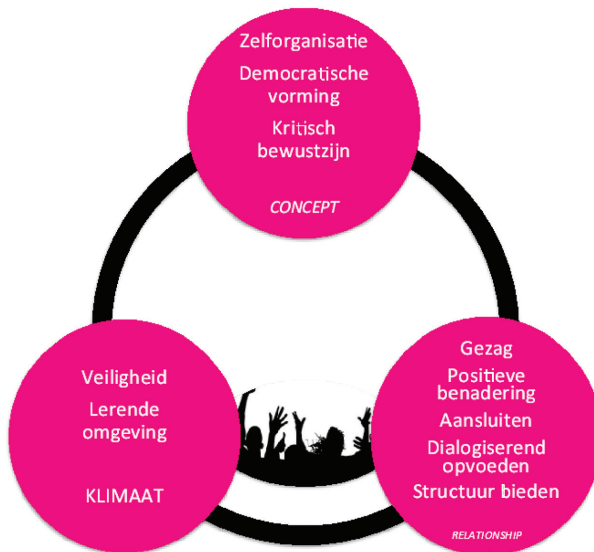 Zelforganisatie
Democratische
vorming
Kritisch
bewustzijn
CONCEPT
Veiligheid
Lerende
omgeving
KLIMAAT
Gezag
Positieve
benadering
Aansluiten
Dialogiserend
opvoeden
Structuur bieden
RELATIONSHIP